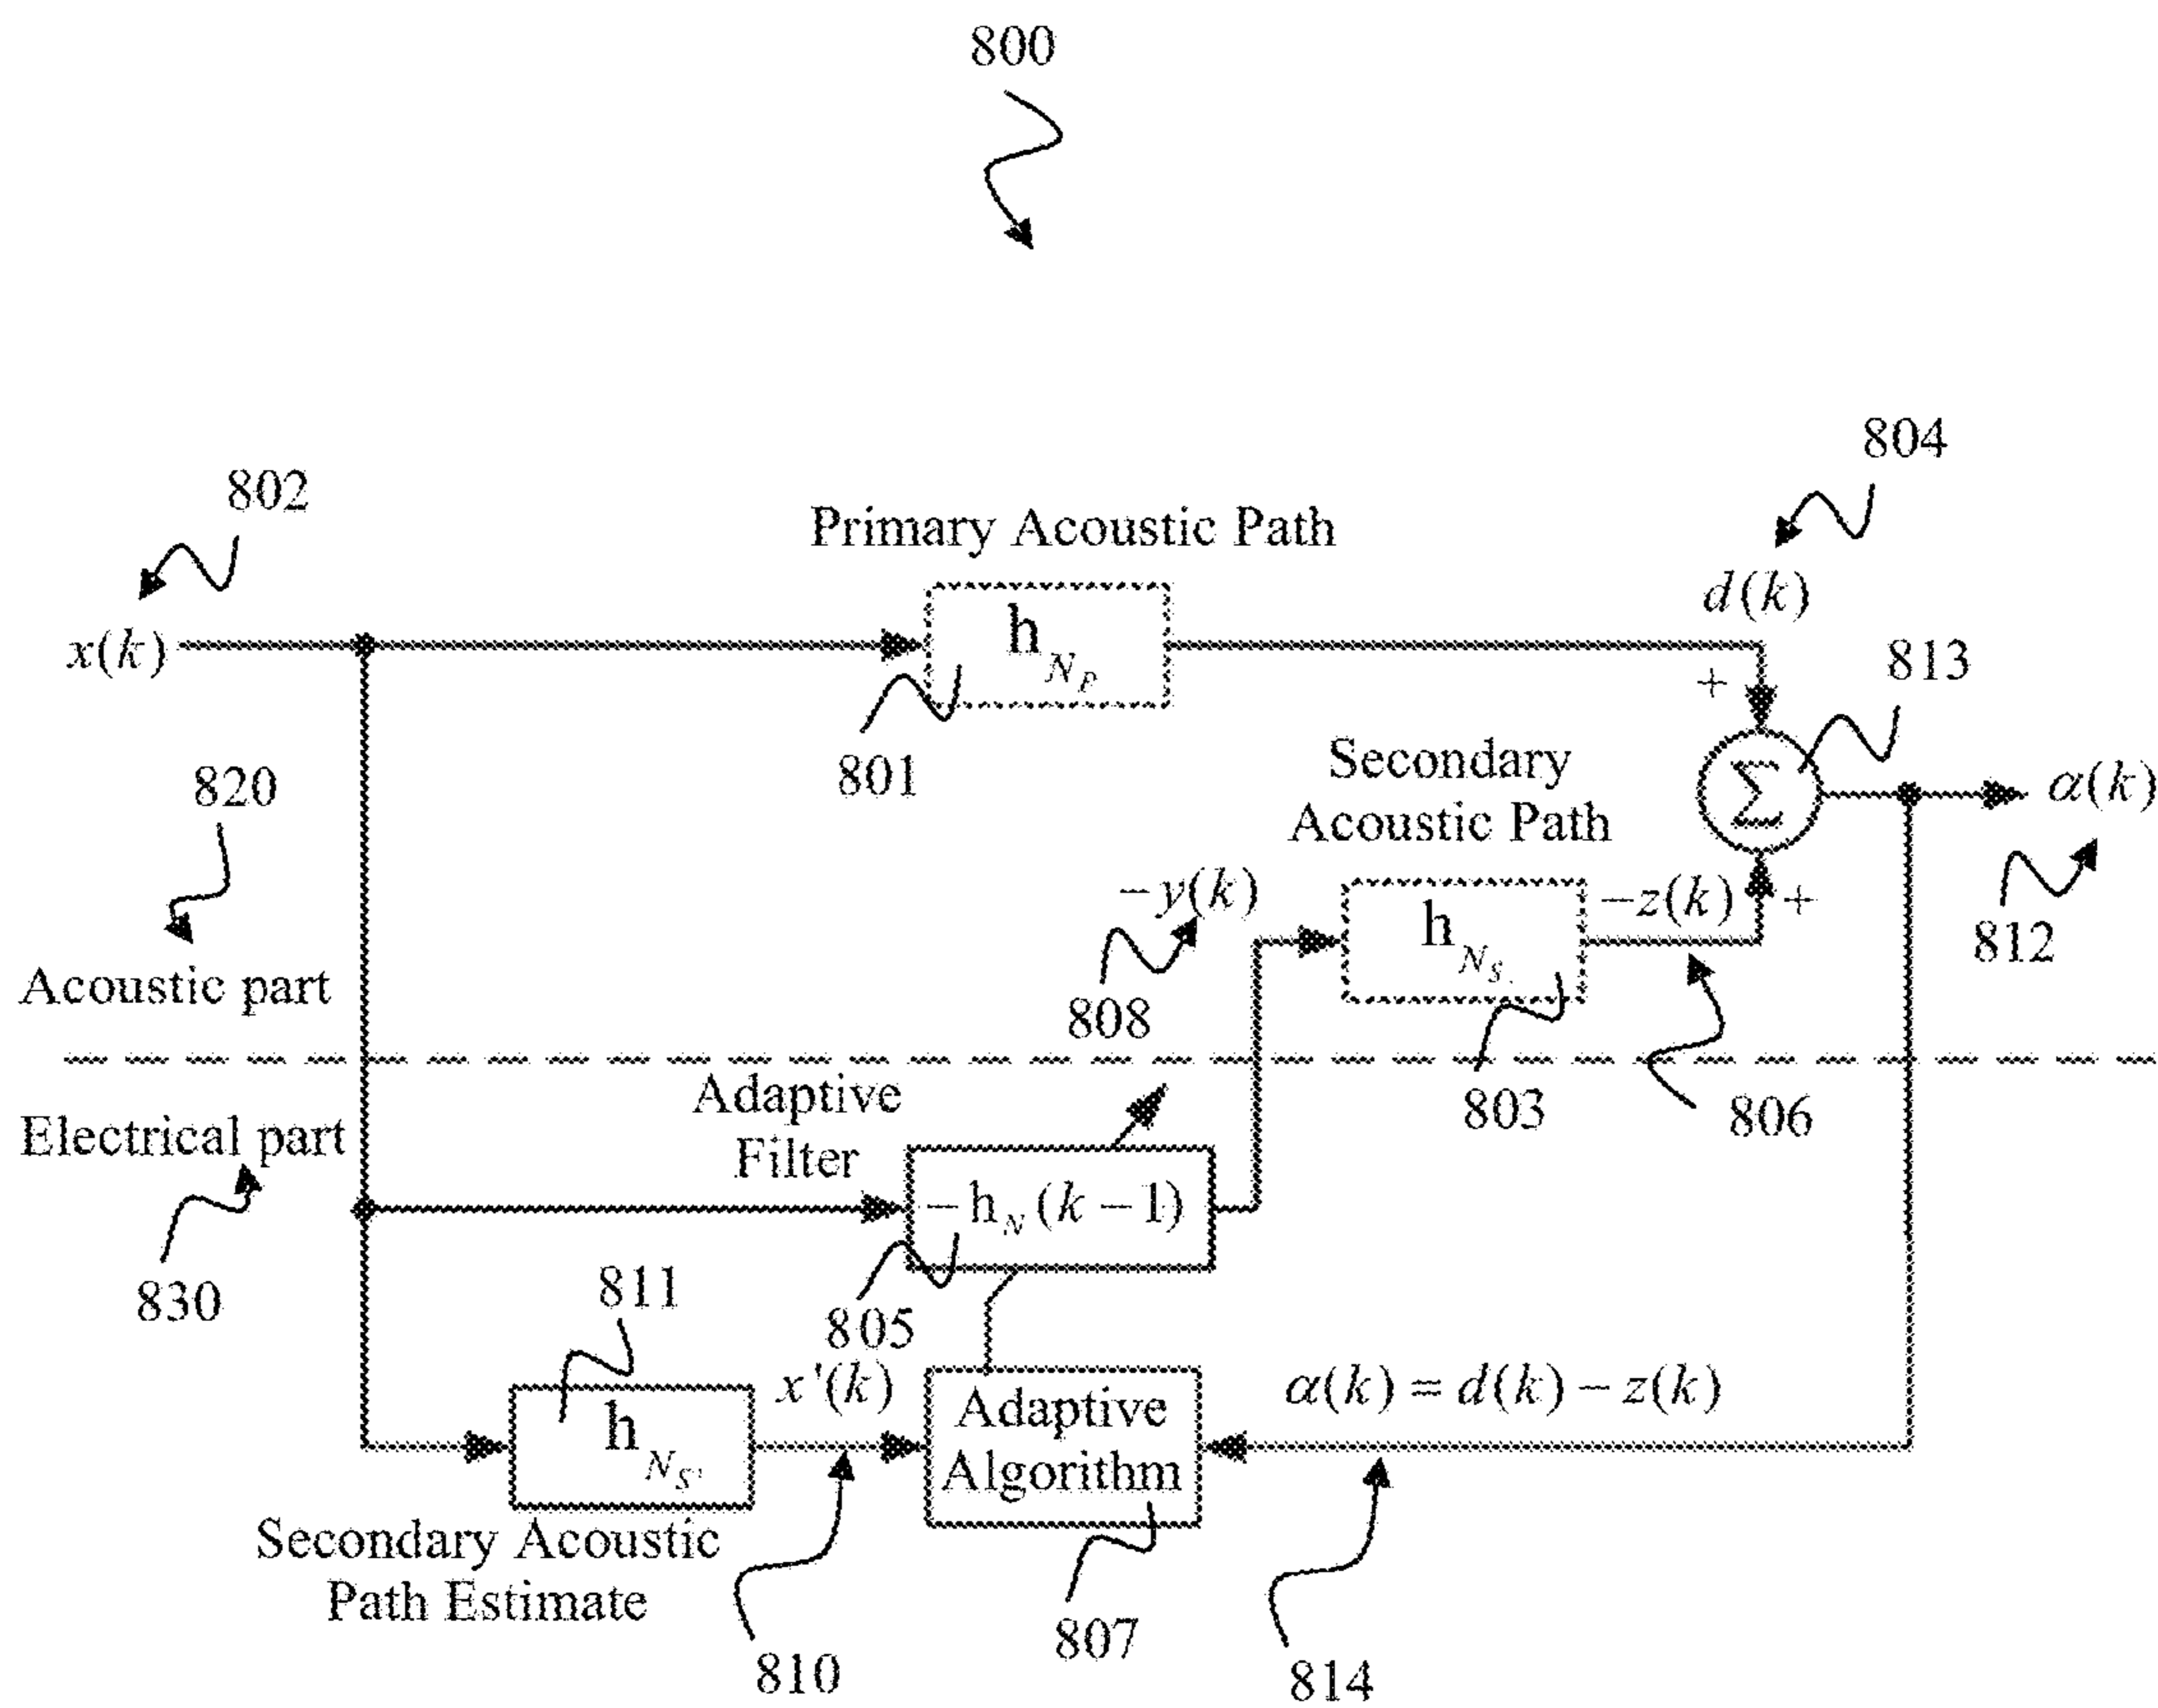 800
804
802
Primary Acoustic Path
d(k)
x(k)
h_{N_P}
+
813
801
Secondary
Acoustic Path
820
Σ
α(k)
-y(k)
-z(k)
+
h_{N_S}
812
Acoustic part
808
Adaptive
Filter
803
806
Electrical part
-h_N(k-1)
830
811
805
x'(k)
α(k) = d(k) - z(k)
h_{N_{S'}}
Adaptive
Algorithm
Secondary Acoustic
Path Estimate
807
810
814